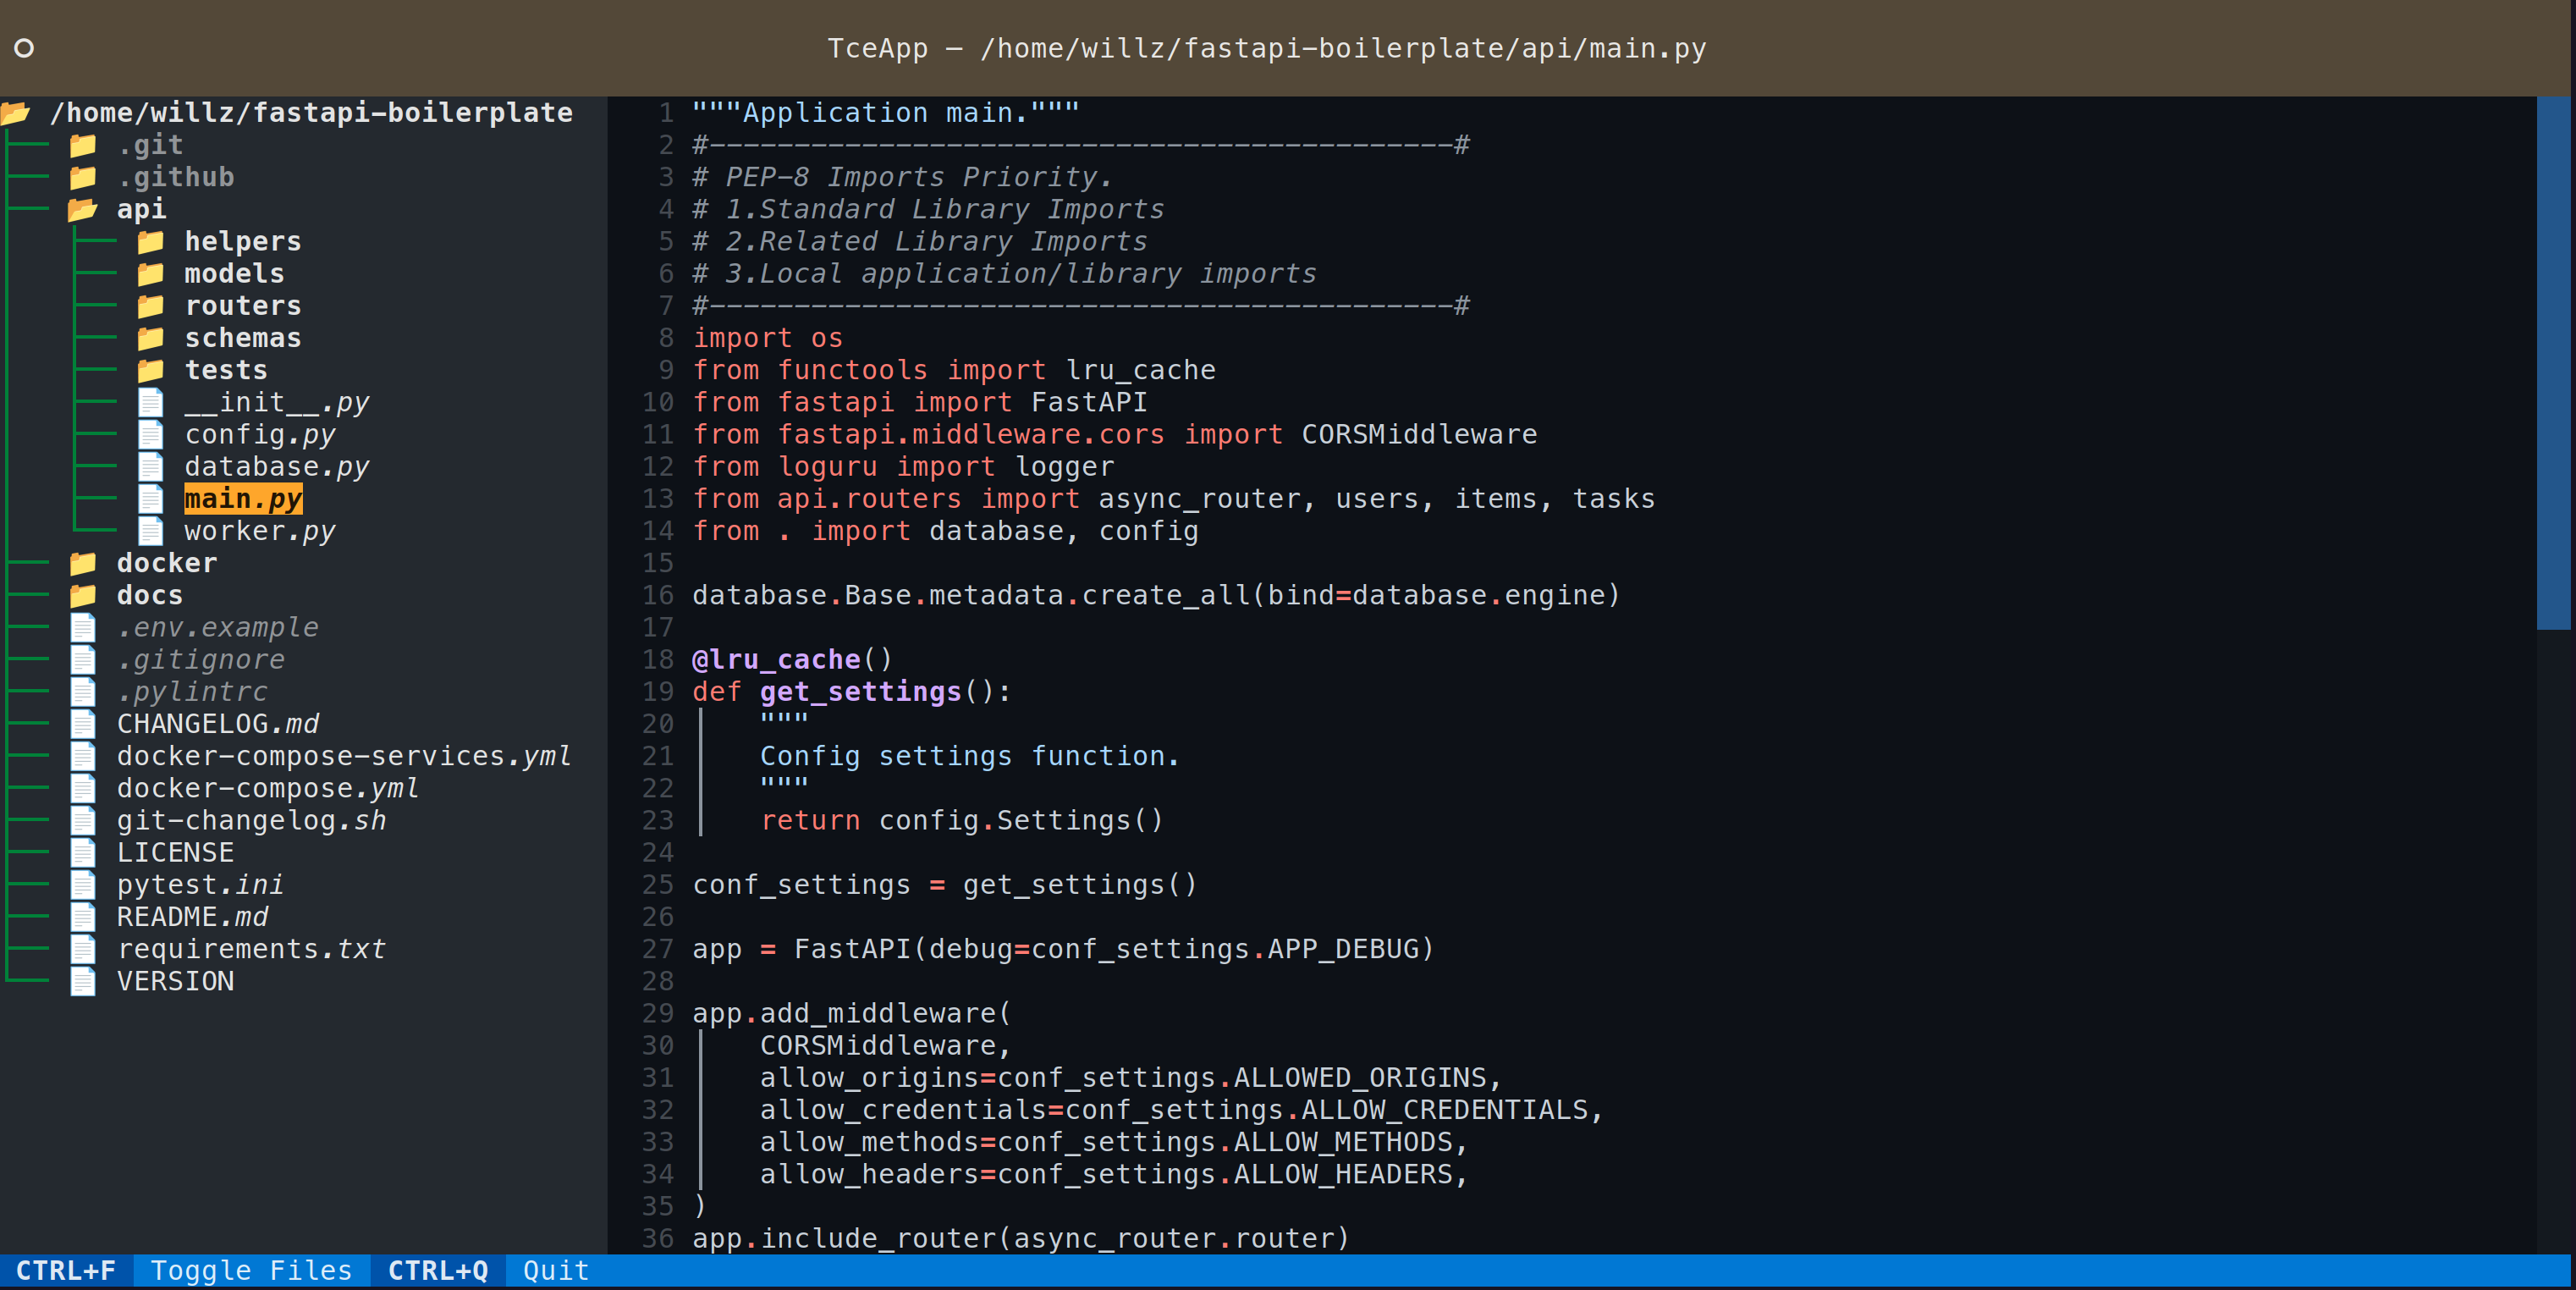 TceApp — /home/willz/fastapi-boilerplate/api/main.py
/home/willz/fastapi-boilerplate
.git
.github
api
helpers
models
routers
schemas
tests
__init__.py
config.py
database.py
main.py
worker.py
docker
docs
.env.example
.gitignore
.pylintrc
CHANGELOG.md
docker-compose-services.yml
docker-compose.yml
git-changelog.sh
LICENSE
pytest.ini
README.md
requirements.txt
VERSION
1 """Application main."""
2 #--------------------------------------------#
3 # PEP-8 Imports Priority.
4 # 1.Standard Library Imports
5 # 2.Related Library Imports
6 # 3.Local application/library imports
7 #--------------------------------------------#
8 import os
9 from functools import lru_cache
10 from fastapi import FastAPI
11 from fastapi.middleware.cors import CORSMiddleware
12 from loguru import logger
13 from api.routers import async_router, users, items, tasks
14 from . import database, config
15
16 database.Base.metadata.create_all(bind=database.engine)
17
18 @lru_cache()
19 def get_settings():
20     """
21     Config settings function.
22     """
23     return config.Settings()
24
25 conf_settings = get_settings()
26
27 app = FastAPI(debug=conf_settings.APP_DEBUG)
28
29 app.add_middleware(
30     CORSMiddleware,
31     allow_origins=conf_settings.ALLOWED_ORIGINS,
32     allow_credentials=conf_settings.ALLOW_CREDENTIALS,
33     allow_methods=conf_settings.ALLOW_METHODS,
34     allow_headers=conf_settings.ALLOW_HEADERS,
35 )
36 app.include_router(async_router.router)
CTRL+F Toggle Files CTRL+Q Quit